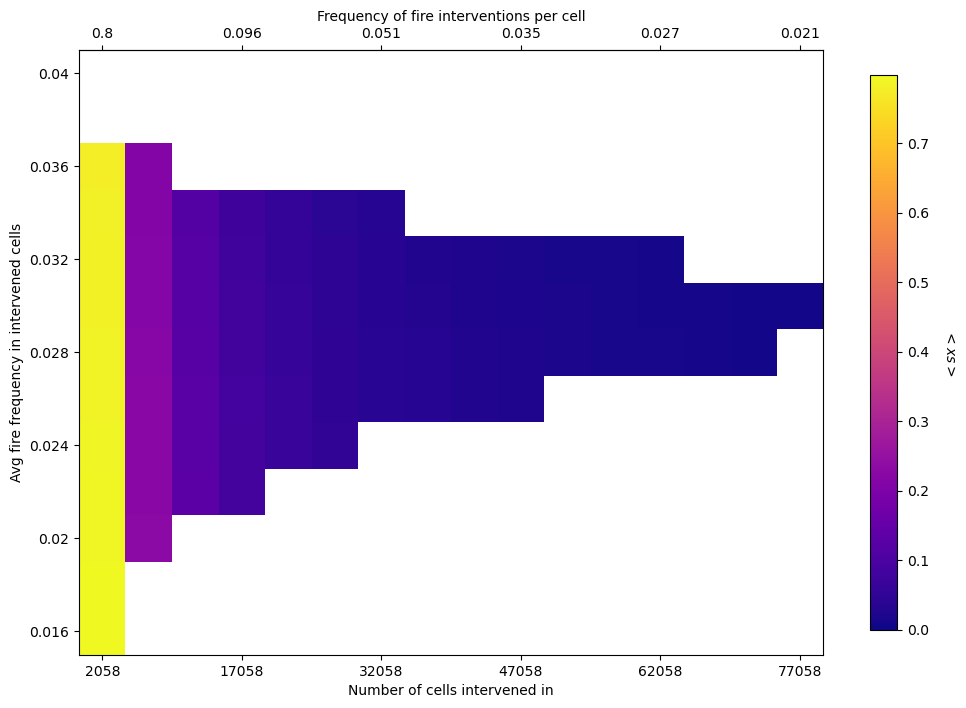 Frequency of fire interventions per cell
0.8 0.096 0.051 0.035 0.027 0.021
0.04
0.036
0.032
0.028
0.024
0.02
0.016
Avg fire frequency in intervened cells
2058 17058 32058 47058 62058 77058
Number of cells intervened in
0.7
0.6
0.5
0.4
0.3
0.2
0.1
0.0
< sx >